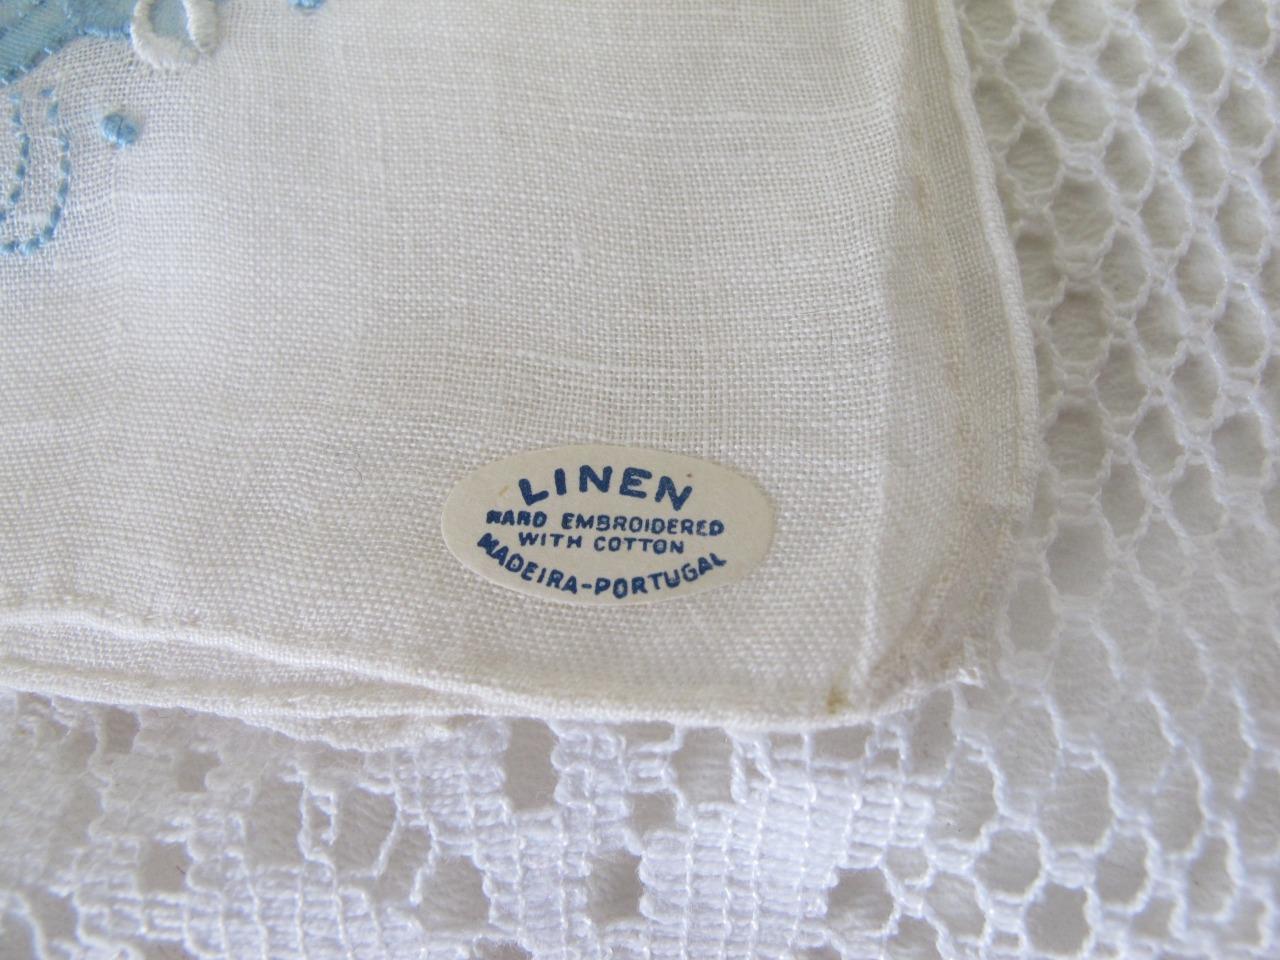 LINEN
HAND EMBROIDERED
WITH COTTON
MADEIRA-PORTUGAL